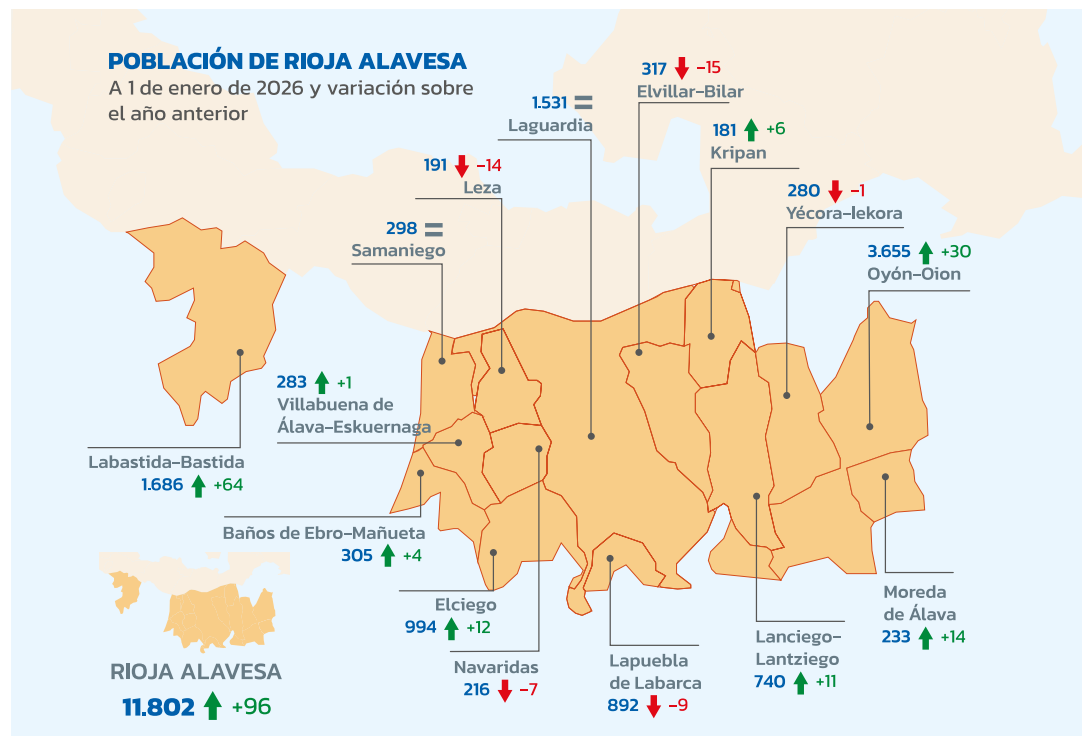 POBLACIÓN DE RIOJA ALAVESA
A 1 de enero de 2026 y variación sobre
el año anterior
317 −15
Elvillar-Bilar
1.531 =
Laguardia
181 +6
Kripan
191 −14
Leza
280 −1
Yécora-Iekora
298 =
Samaniego
3.655 +30
Oyón-Oion
283 +1
Villabuena de
Álava-Eskuernaga
Labastida-Bastida
1.686 +64
Baños de Ebro-Mañueta
305 +4
Elciego
994 +12
Navaridas
216 −7
Lapuebla
de Labarca
892 −9
Lanciego-
Lantziego
740 +11
Moreda
de Álava
233 +14
RIOJA ALAVESA
11.802 +96